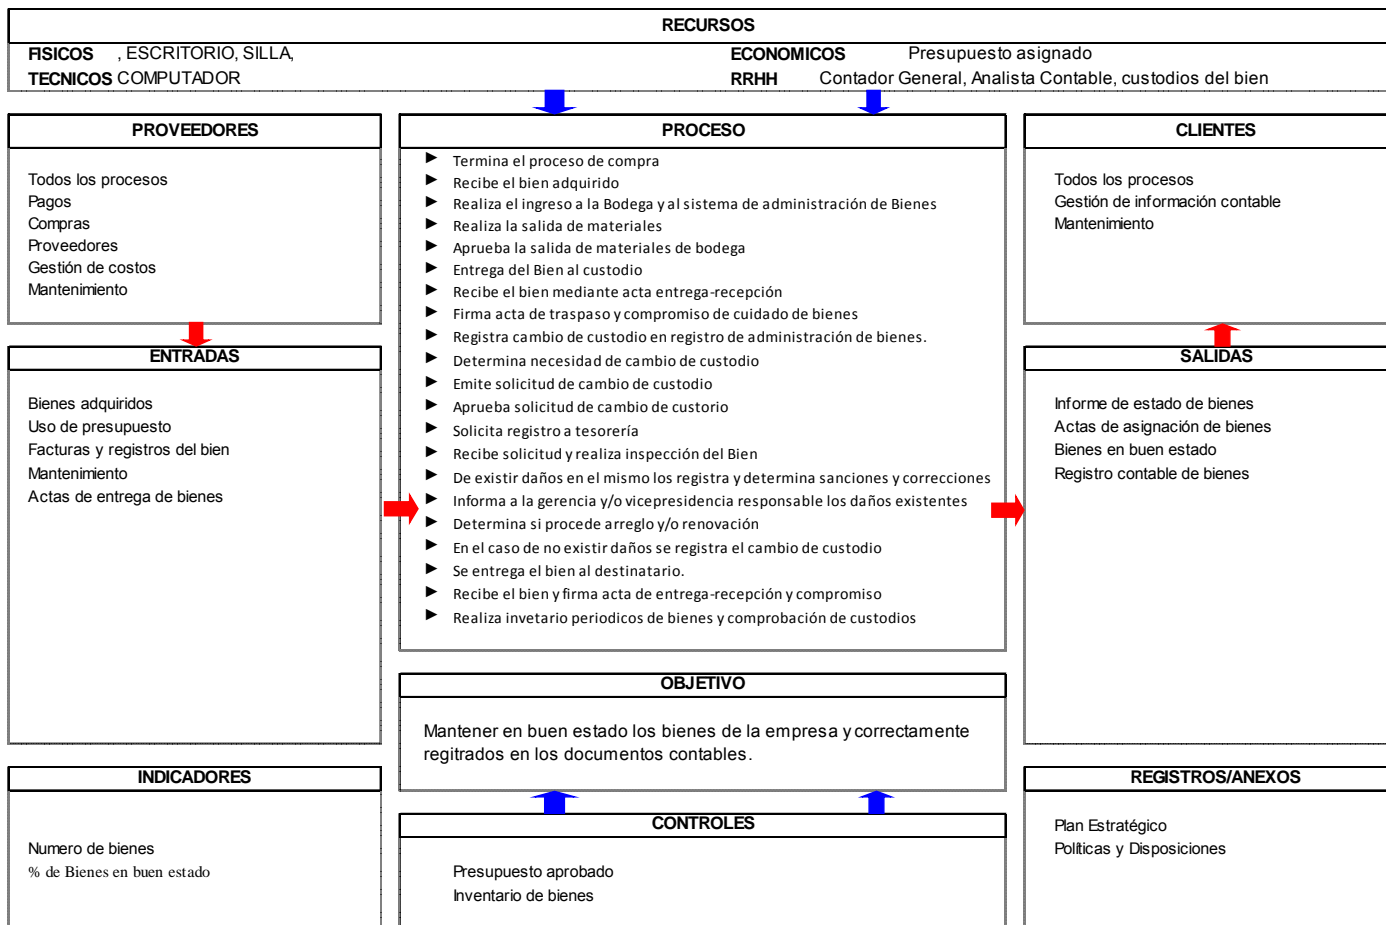 RECURSOS
FISICOS , ESCRITORIO, SILLA, ECONOMICOS Presupuesto asignado
TECNICOS COMPUTADOR RRHH Contador General, Analista Contable, custodios del bien
PROVEEDORES
Todos los procesos
Pagos
Compras
Proveedores
Gestión de costos
Mantenimiento
ENTRADAS
Bienes adquiridos
Uso de presupuesto
Facturas y registros del bien
Mantenimiento
Actas de entrega de bienes
INDICADORES
Numero de bienes
% de Bienes en buen estado
PROCESO
► Termina el proceso de compra
► Recibe el bien adquirido
► Realiza el ingreso a la Bodega y al sistema de administración de Bienes
► Realiza la salida de materiales
► Aprueba la salida de materiales de bodega
► Entrega del Bien al custodio
► Recibe el bien mediante acta entrega-recepción
► Firma acta de traspaso y compromiso de cuidado de bienes
► Registra cambio de custodio en registro de administración de bienes.
► Determina necesidad de cambio de custodio
► Emite solicitud de cambio de custodio
► Aprueba solicitud de cambio de custorio
► Solicita registro a tesorería
► Recibe solicitud y realiza inspección del Bien
► De existir daños en el mismo los registra y determina sanciones y correcciones
► Informa a la gerencia y/o vicepresidencia responsable los daños existentes
► Determina si procede arreglo y/o renovación
► En el caso de no existir daños se registra el cambio de custodio
► Se entrega el bien al destinatario.
► Recibe el bien y firma acta de entrega-recepción y compromiso
► Realiza invetario periodicos de bienes y comprobación de custodios
OBJETIVO
Mantener en buen estado los bienes de la empresa y correctamente
regitrados en los documentos contables.
CONTROLES
Presupuesto aprobado
Inventario de bienes
CLIENTES
Todos los procesos
Gestión de información contable
Mantenimiento
SALIDAS
Informe de estado de bienes
Actas de asignación de bienes
Bienes en buen estado
Registro contable de bienes
REGISTROS/ANEXOS
Plan Estratégico
Políticas y Disposiciones